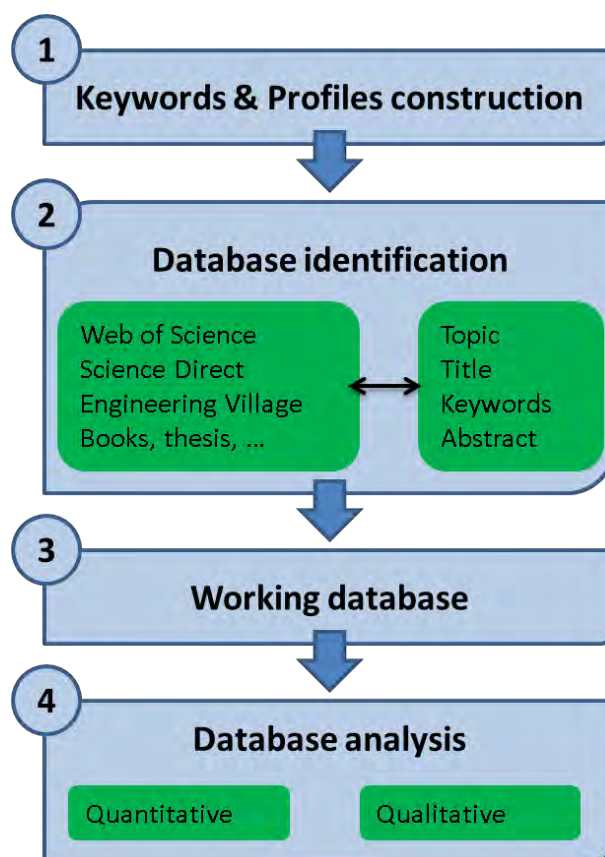 1
Keywords & Profiles construction
2
Database identification
Web of Science
Science Direct
Engineering Village
Books, thesis, ...
Topic
Title
Keywords
Abstract
3
Working database
4
Database analysis
Quantitative
Qualitative